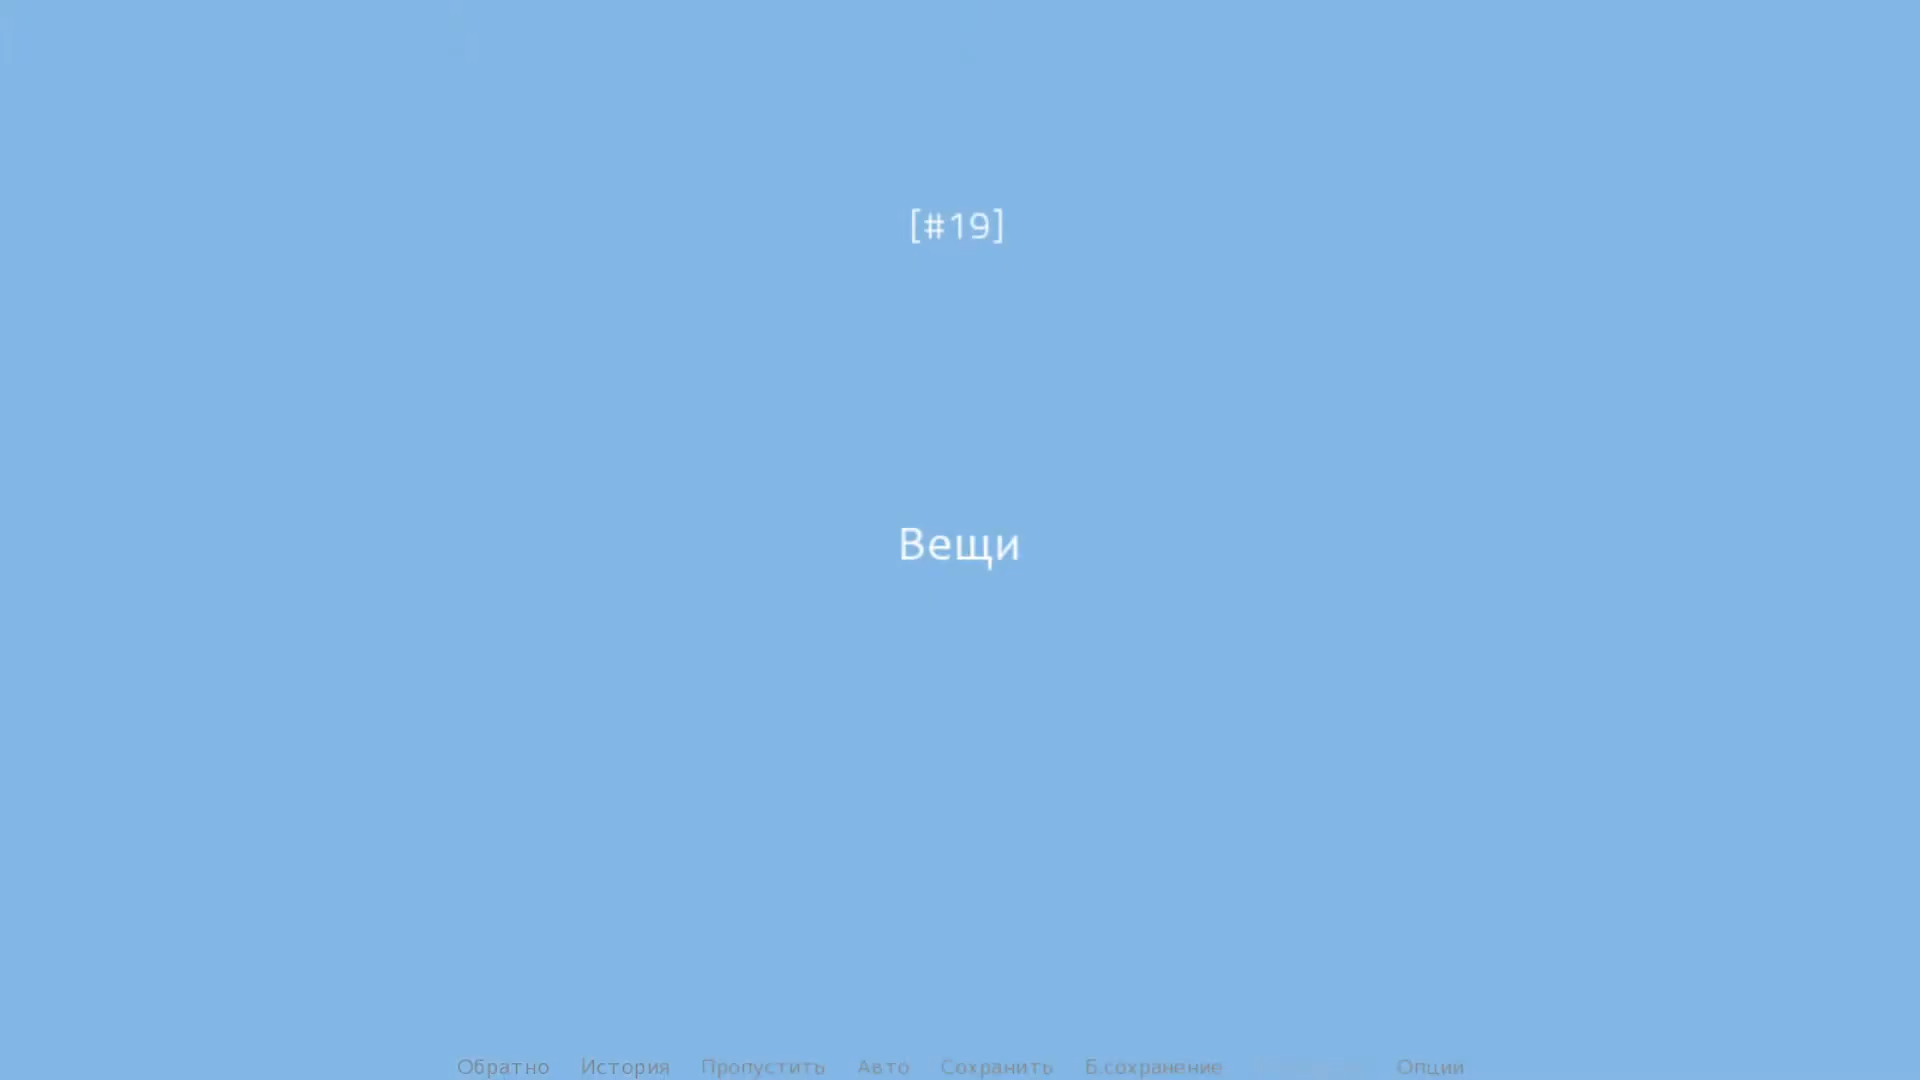 [#19]
Вещи
Обратно История Пропустить Авто Сохранить Б.сохранение Опции